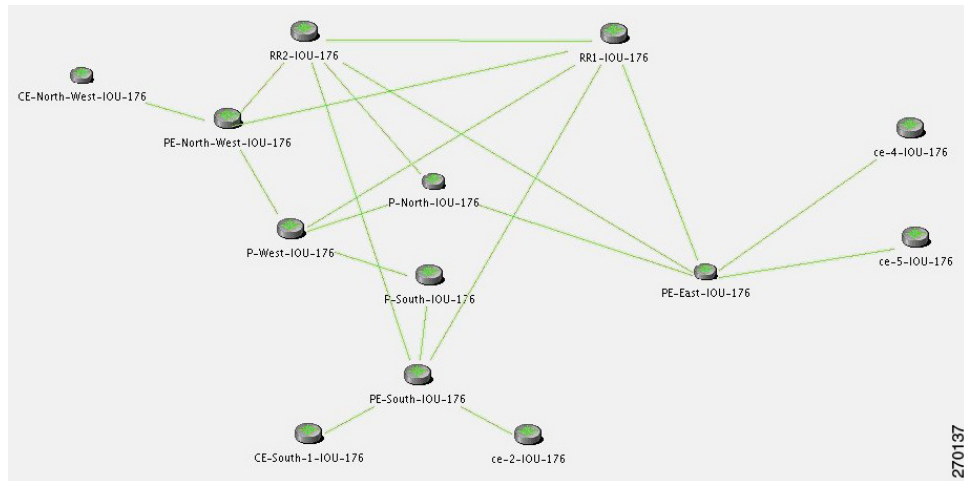 RR2-IOU-176
RR1-IOU-176
CE-North-West-IOU-176
PE-North-West-IOU-176
ce-4-IOU-176
P-North-IOU-176
P-West-IOU-176
ce-5-IOU-176
PE-East-IOU-176
P-South-IOU-176
PE-South-IOU-176
CE-South-1-IOU-176
ce-2-IOU-176
270137